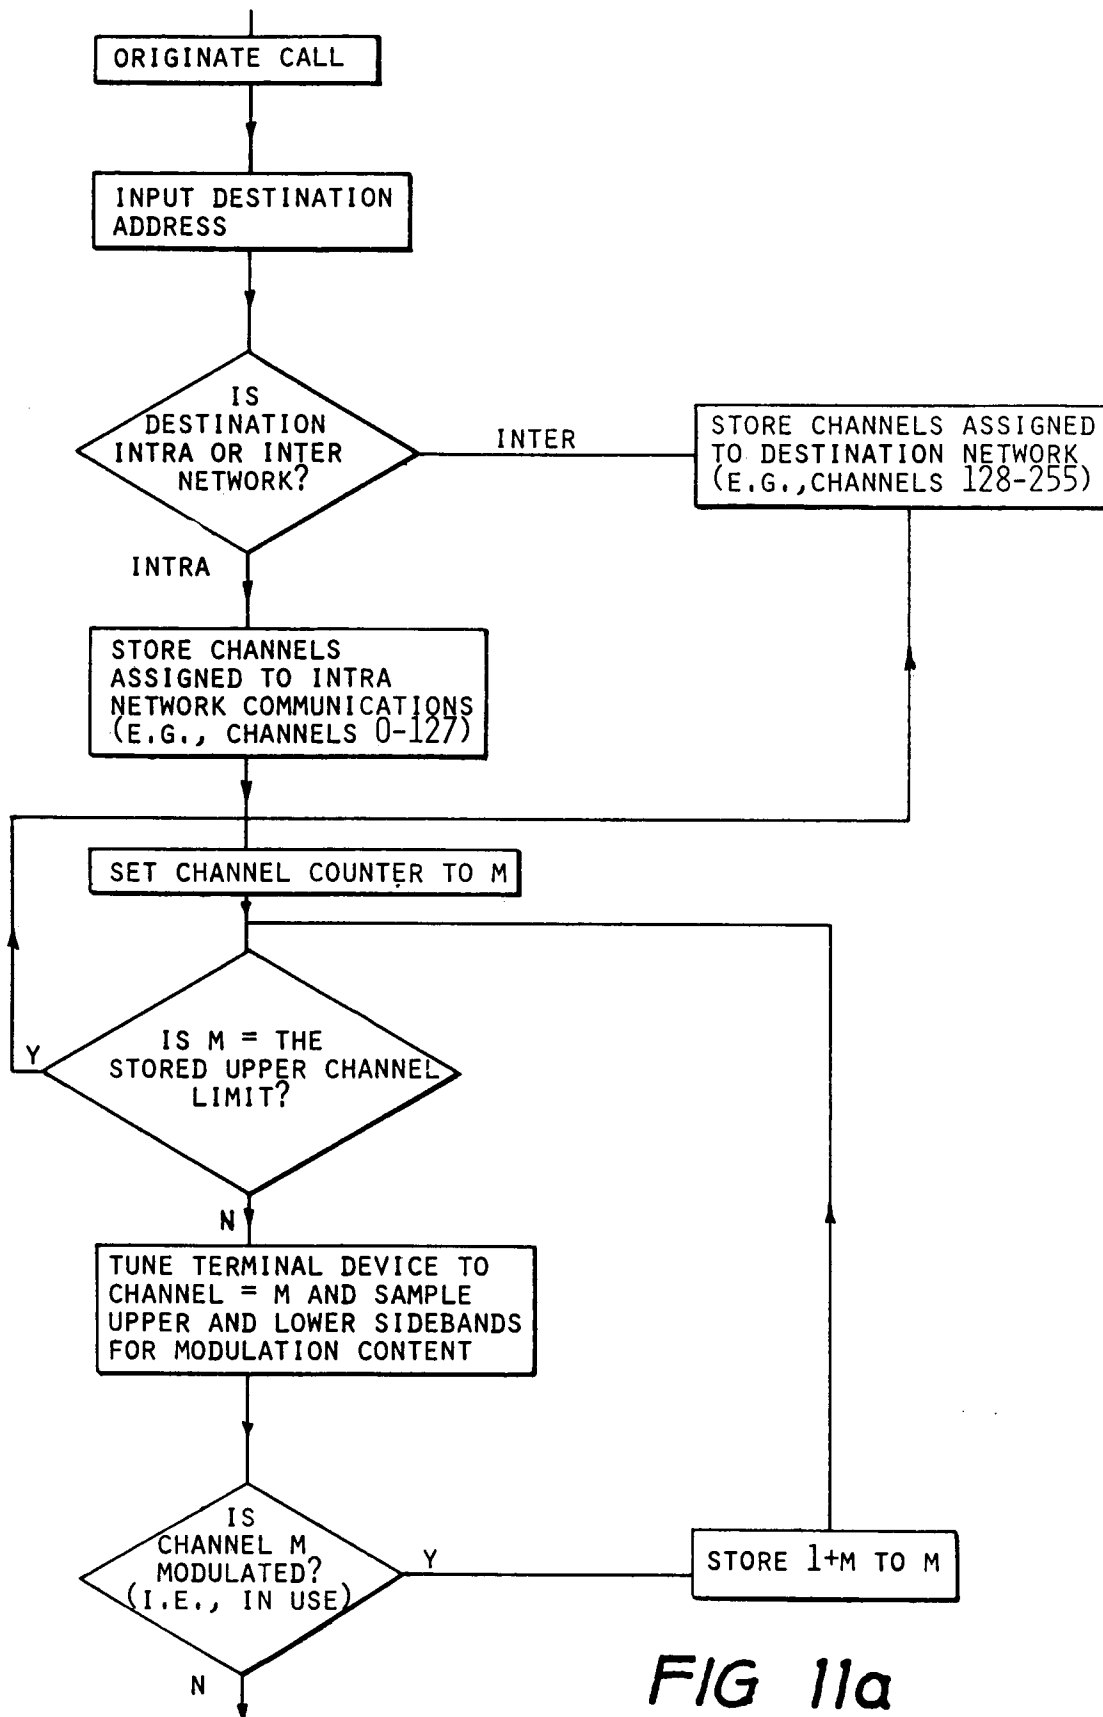 ORIGINATE CALL
INPUT DESTINATION
ADDRESS
IS
DESTINATION
INTRA OR INTER
NETWORK?
INTER
STORE CHANNELS ASSIGNED
TO DESTINATION NETWORK
(E.G.,CHANNELS 128-255)
INTRA
STORE CHANNELS
ASSIGNED TO INTRA
NETWORK COMMUNICATIONS
(E.G., CHANNELS 0-127)
SET CHANNEL COUNTER TO M
IS M = THE
STORED UPPER CHANNEL
LIMIT?
Y
N
TUNE TERMINAL DEVICE TO
CHANNEL = M AND SAMPLE
UPPER AND LOWER SIDEBANDS
FOR MODULATION CONTENT
IS
CHANNEL M
MODULATED?
(I.E., IN USE)
Y
STORE 1+M TO M
N
FIG 11a